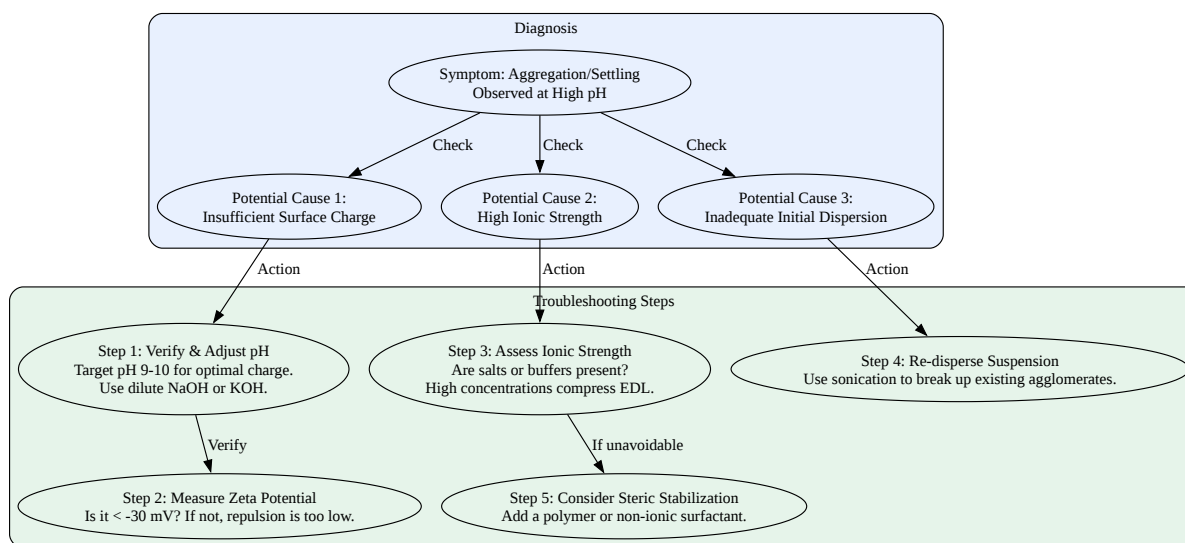 Diagnosis
Symptom: Aggregation/Settling
Observed at High pH
Check
Check
Check
Potential Cause 1:
Insufficient Surface Charge
Potential Cause 2:
High Ionic Strength
Potential Cause 3:
Inadequate Initial Dispersion
Action
Action
Action
Troubleshooting Steps
Step 1: Verify & Adjust pH
Target pH 9-10 for optimal charge.
Use dilute NaOH or KOH.
Step 3: Assess Ionic Strength
Are salts or buffers present?
High concentrations compress EDL.
Step 4: Re-disperse Suspension
Use sonication to break up existing agglomerates.
Verify
If unavoidable
Step 2: Measure Zeta Potential
Is it < -30 mV? If not, repulsion is too low.
Step 5: Consider Steric Stabilization
Add a polymer or non-ionic surfactant.